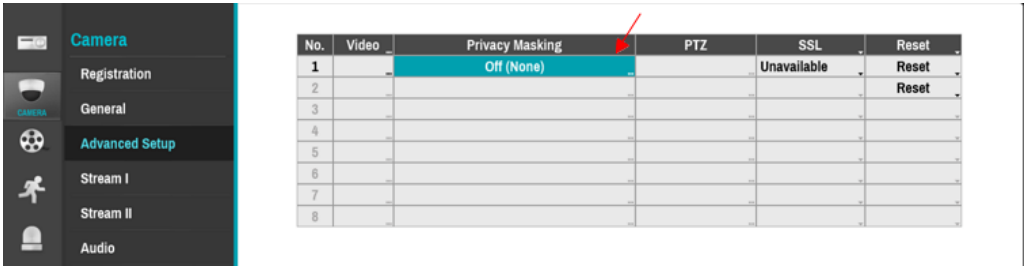 Camera
Registration
General
Advanced Setup
Stream I
Stream II
Audio
CAMERA
No. Video Privacy Masking PTZ SSL Reset
1 Off (None) Unavailable Reset
2 Reset
3
4
5
6
7
8